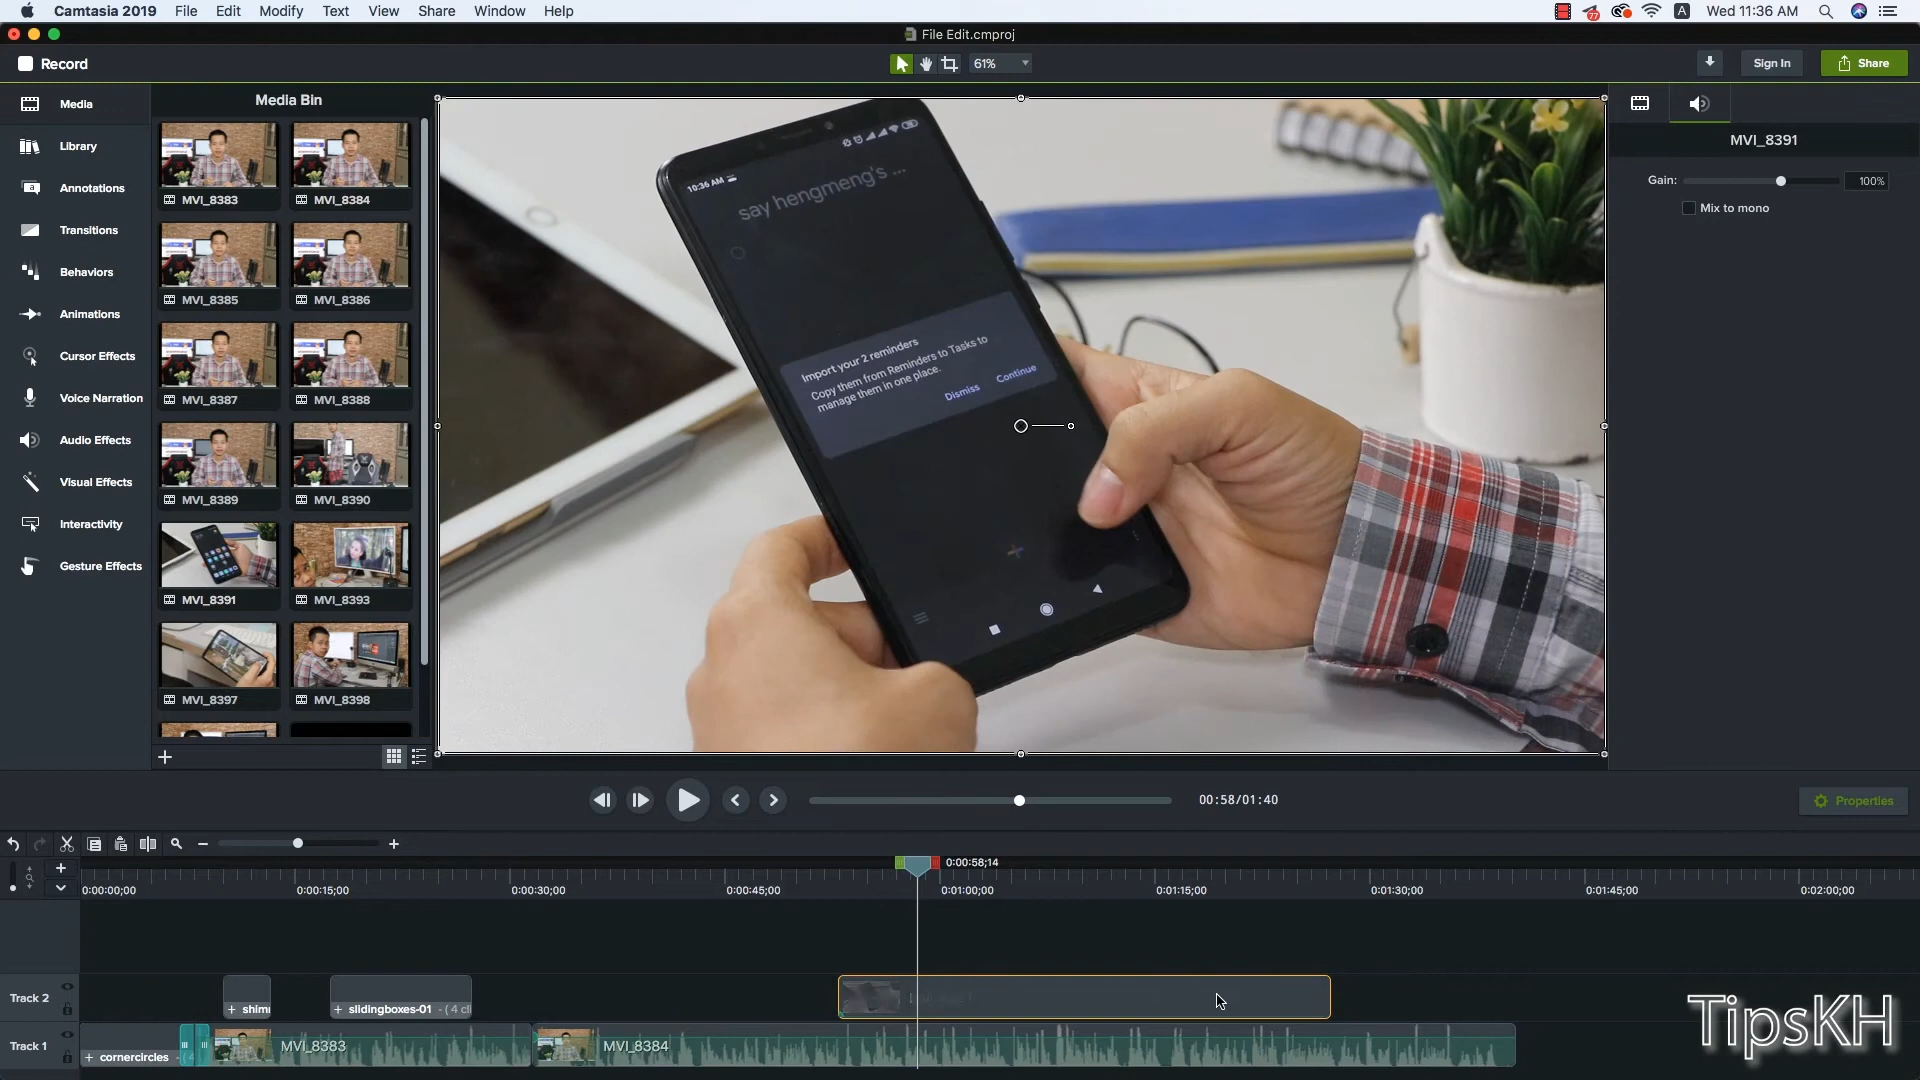 Camtasia 2019 File Edit Modify Text View Share Window Help
77 A Wed 11:36 AM
File Edit.cmproj
Record
61%
Sign In
Share
Media
Library
Annotations
Transitions
Behaviors
Animations
Cursor Effects
Voice Narration
Audio Effects
Visual Effects
Interactivity
Gesture Effects
Media Bin
MVI_8383 MVI_8384
MVI_8385 MVI_8386
MVI_8387 MVI_8388
MVI_8389 MVI_8390
MVI_8391 MVI_8393
MVI_8397 MVI_8398
10:36 AM
say hengmeng's ...
Import your 2 reminders
Copy them from Reminders to Tasks to
manage them in one place.
Dismiss Continue
MVI_8391
Gain: 100%
Mix to mono
00:58/01:40
Properties
0:00:58;14
0:00:00;00 0:00:15;00 0:00:30;00 0:00:45;00 0:01:00;00 0:01:15;00 0:01:30;00 0:01:45;00 0:02:00;00
Track 2
+ shim
+ slidingboxes-01 - ( 4 cli
Track 1
+ cornercircles - (4
MVI_8383
MVI_8384
TipsKH